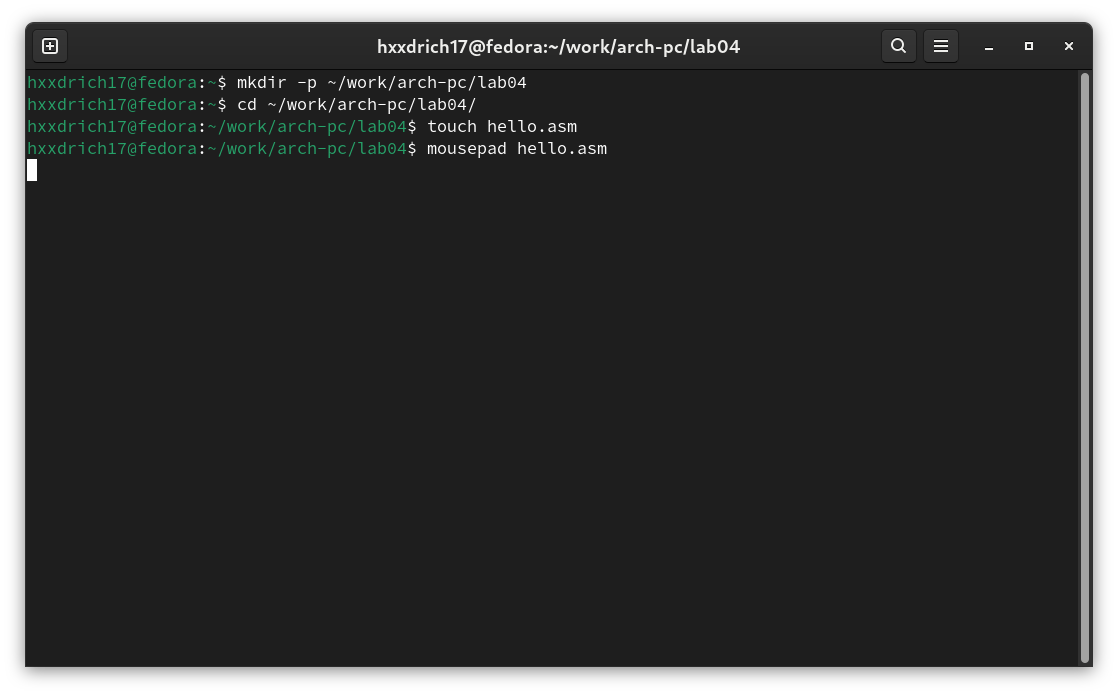 hxxdrich17@fedora:~/work/arch-pc/lab04
hxxdrich17@fedora:~$ mkdir -p ~/work/arch-pc/lab04
hxxdrich17@fedora:~$ cd ~/work/arch-pc/lab04/
hxxdrich17@fedora:~/work/arch-pc/lab04$ touch hello.asm
hxxdrich17@fedora:~/work/arch-pc/lab04$ mousepad hello.asm